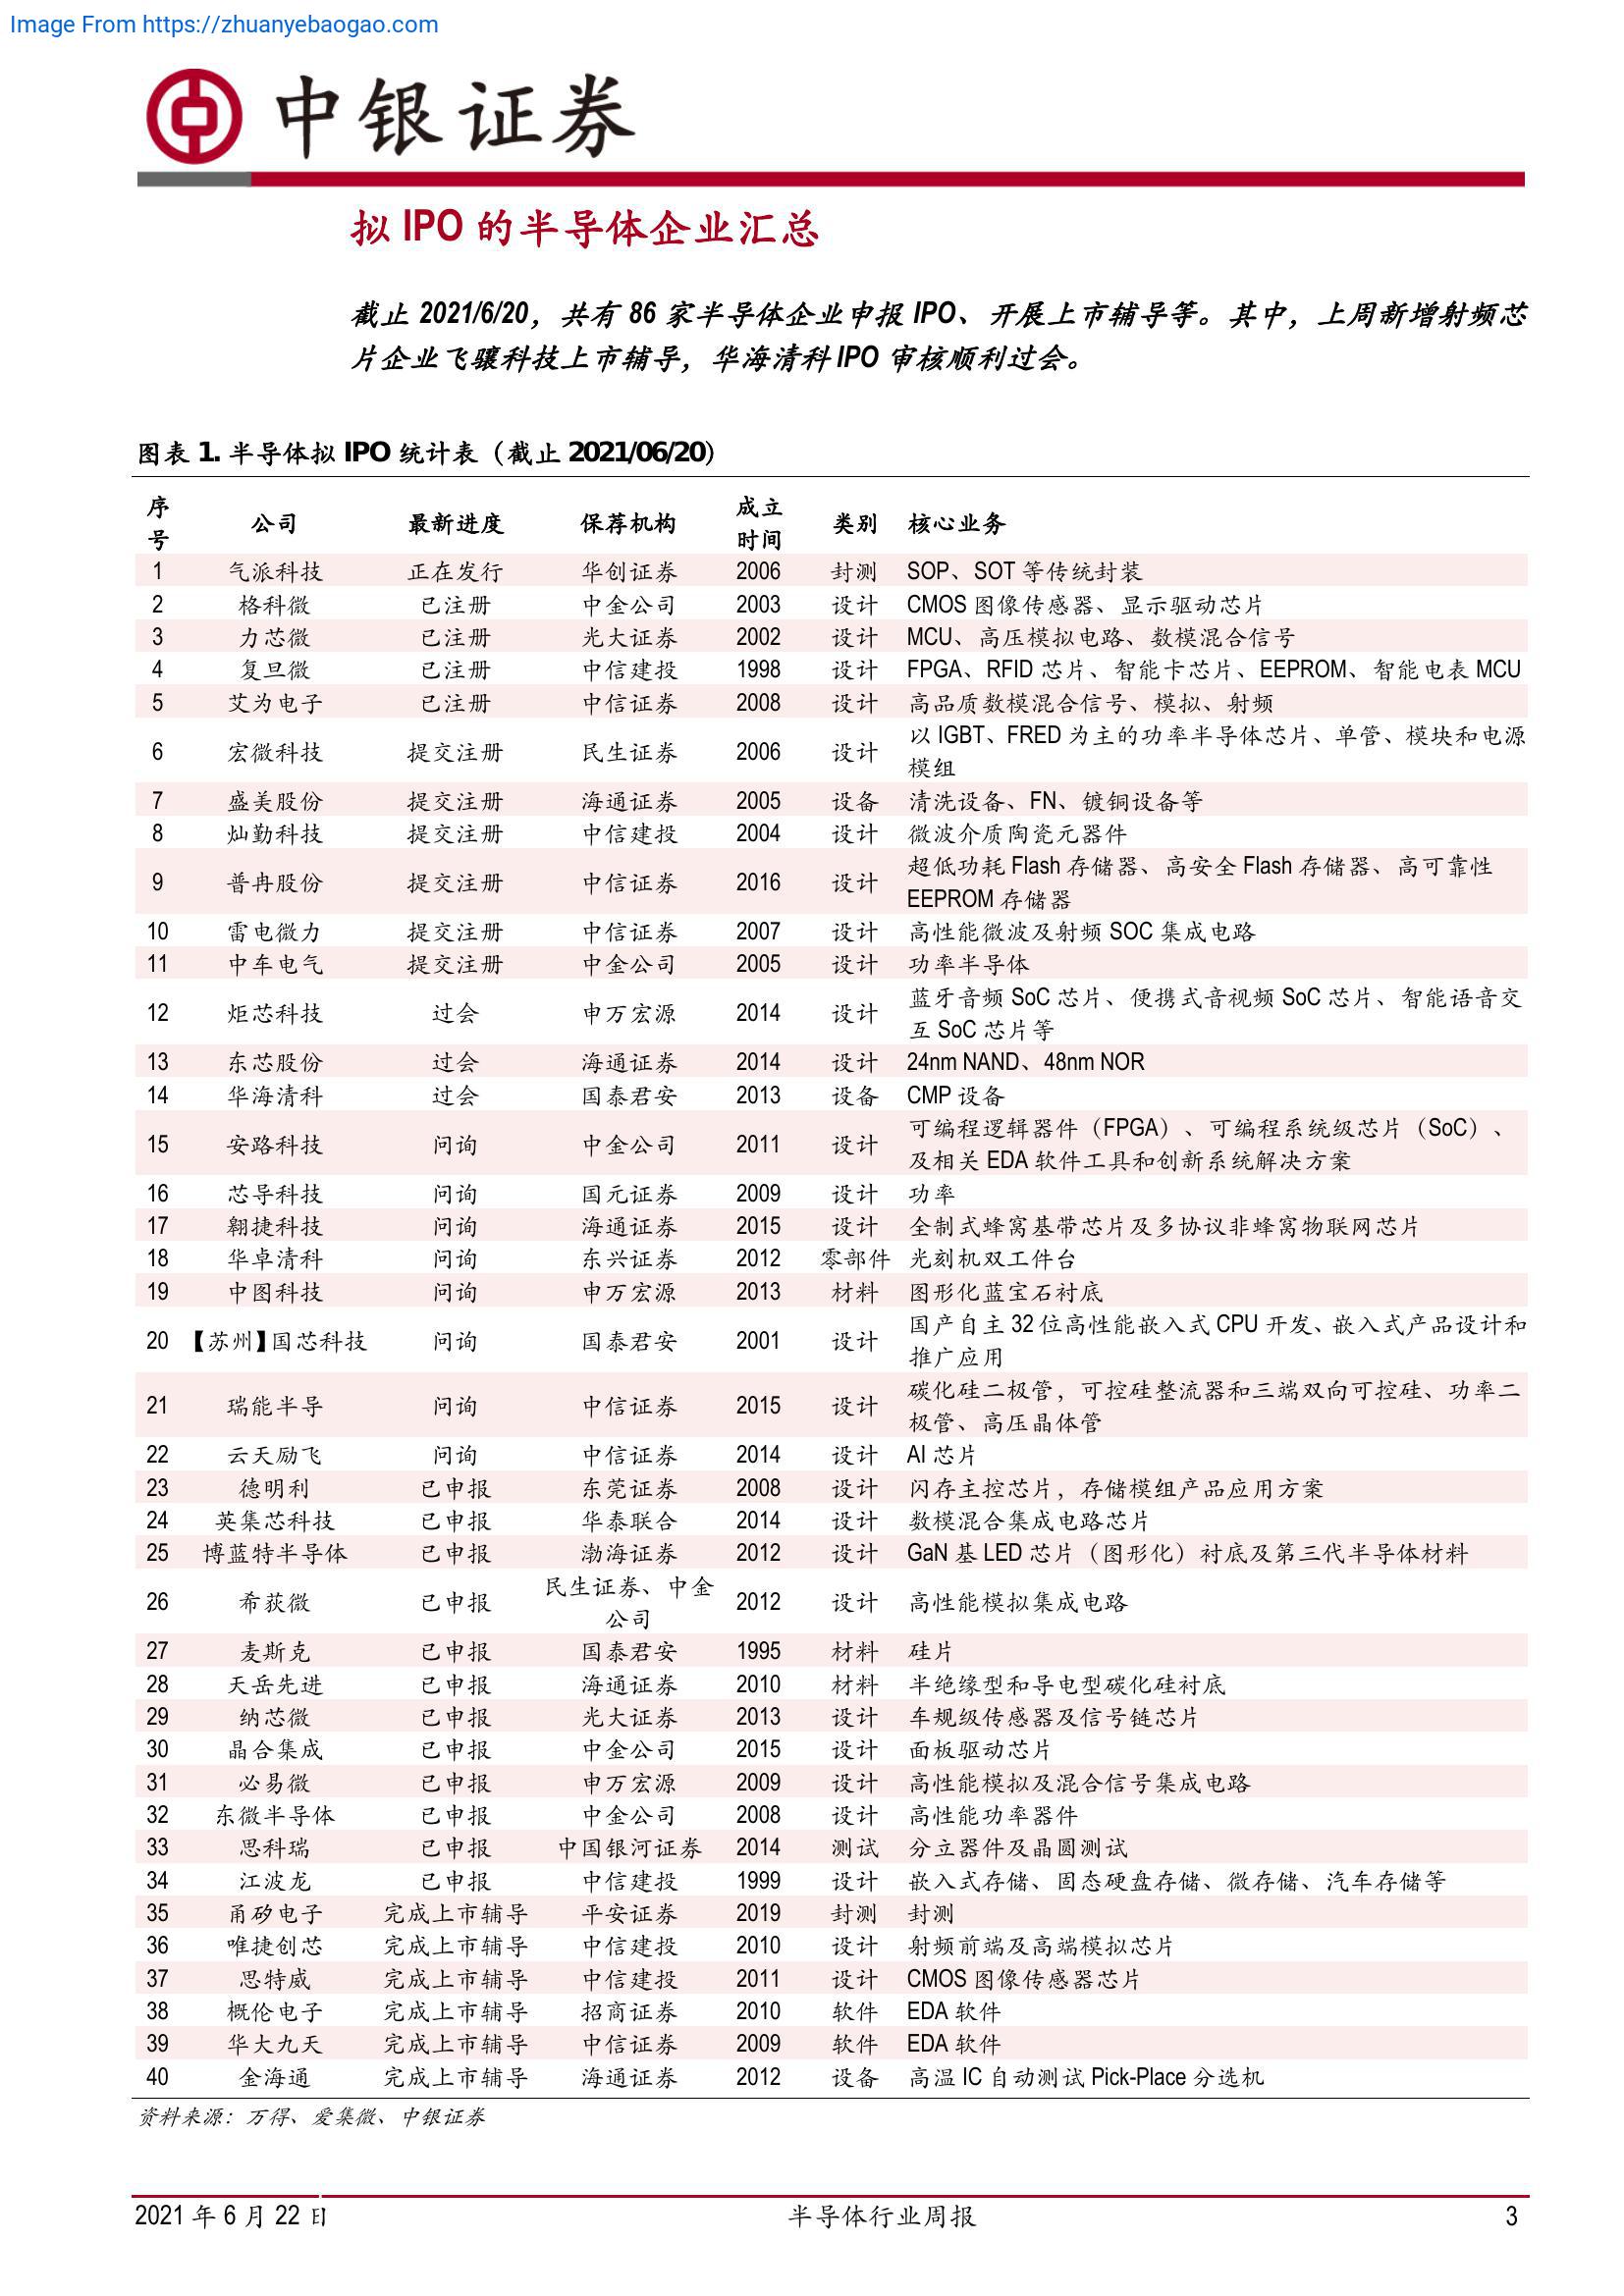 Image From https://zhuanyebaogao.com
中银证券
拟 IPO 的半导体企业汇总
截止 2021/6/20，共有 86 家半导体企业申报 IPO、开展上市辅导等。其中，上周新增射频芯
片企业飞骧科技上市辅导，华海清科 IPO 审核顺利过会。
图表 1. 半导体拟 IPO 统计表（截止 2021/06/20）
序号 公司 最新进度 保荐机构 成立时间 类别 核心业务
1 气派科技 正在发行 华创证券 2006 封测 SOP、SOT 等传统封装
2 格科微 已注册 中金公司 2003 设计 CMOS 图像传感器、显示驱动芯片
3 力芯微 已注册 光大证券 2002 设计 MCU、高压模拟电路、数模混合信号
4 复旦微 已注册 中信建投 1998 设计 FPGA、RFID 芯片、智能卡芯片、EEPROM、智能电表 MCU
5 艾为电子 已注册 中信证券 2008 设计 高品质数模混合信号、模拟、射频
6 宏微科技 提交注册 民生证券 2006 设计 以 IGBT、FRED 为主的功率半导体芯片、单管、模块和电源
模组
7 盛美股份 提交注册 海通证券 2005 设备 清洗设备、FN、镀铜设备等
8 灿勤科技 提交注册 中信建投 2004 设计 微波介质陶瓷元器件
9 普冉股份 提交注册 中信证券 2016 设计 超低功耗 Flash 存储器、高安全 Flash 存储器、高可靠性
EEPROM 存储器
10 雷电微力 提交注册 中信证券 2007 设计 高性能微波及射频 SOC 集成电路
11 中车电气 提交注册 中金公司 2005 设计 功率半导体
12 炬芯科技 过会 申万宏源 2014 设计 蓝牙音频 SoC 芯片、便携式音视频 SoC 芯片、智能语音交
互 SoC 芯片等
13 东芯股份 过会 海通证券 2014 设计 24nm NAND、48nm NOR
14 华海清科 过会 国泰君安 2013 设备 CMP 设备
15 安路科技 问询 中金公司 2011 设计 可编程逻辑器件（FPGA）、可编程系统级芯片（SoC）、
及相关 EDA 软件工具和创新系统解决方案
16 芯导科技 问询 国元证券 2009 设计 功率
17 翱捷科技 问询 海通证券 2015 设计 全制式蜂窝基带芯片及多协议非蜂窝物联网芯片
18 华卓清科 问询 东兴证券 2012 零部件 光刻机双工件台
19 中图科技 问询 申万宏源 2013 材料 图形化蓝宝石衬底
20 【苏州】国芯科技 问询 国泰君安 2001 设计 国产自主 32 位高性能嵌入式 CPU 开发、嵌入式产品设计和
推广应用
21 瑞能半导 问询 中信证券 2015 设计 碳化硅二极管，可控硅整流器和三端双向可控硅、功率二
极管、高压晶体管
22 云天励飞 问询 中信证券 2014 设计 AI 芯片
23 德明利 已申报 东莞证券 2008 设计 闪存主控芯片，存储模组产品应用方案
24 英集芯科技 已申报 华泰联合 2014 设计 数模混合集成电路芯片
25 博蓝特半导体 已申报 渤海证券 2012 设计 GaN 基 LED 芯片（图形化）衬底及第三代半导体材料
26 希荻微 已申报 民生证券、中金公司 2012 设计 高性能模拟集成电路
27 麦斯克 已申报 国泰君安 1995 材料 硅片
28 天岳先进 已申报 海通证券 2010 材料 半绝缘型和导电型碳化硅衬底
29 纳芯微 已申报 光大证券 2013 设计 车规级传感器及信号链芯片
30 晶合集成 已申报 中金公司 2015 设计 面板驱动芯片
31 必易微 已申报 申万宏源 2009 设计 高性能模拟及混合信号集成电路
32 东微半导体 已申报 中金公司 2008 设计 高性能功率器件
33 思科瑞 已申报 中国银河证券 2014 测试 分立器件及晶圆测试
34 江波龙 已申报 中信建投 1999 设计 嵌入式存储、固态硬盘存储、微存储、汽车存储等
35 甬矽电子 完成上市辅导 平安证券 2019 封测 封测
36 唯捷创芯 完成上市辅导 中信建投 2010 设计 射频前端及高端模拟芯片
37 思特威 完成上市辅导 中信建投 2011 设计 CMOS 图像传感器芯片
38 概伦电子 完成上市辅导 招商证券 2010 软件 EDA 软件
39 华大九天 完成上市辅导 中信证券 2009 软件 EDA 软件
40 金海通 完成上市辅导 海通证券 2012 设备 高温 IC 自动测试 Pick-Place 分选机
资料来源：万得、爱集微、中银证券
2021 年 6 月 22 日 半导体行业周报 3